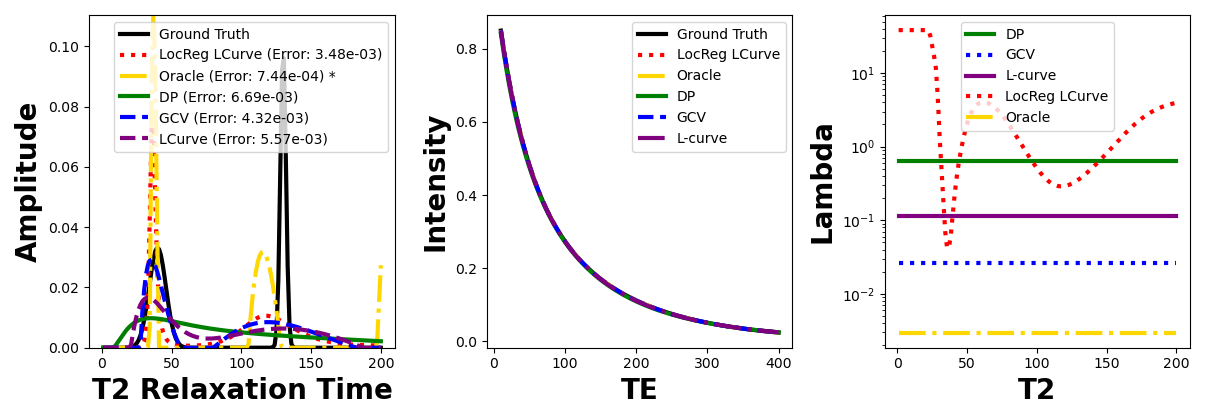 Amplitude
0.10
0.08
0.06
0.04
0.02
0.00
0
50
100
150
200
T2 Relaxation Time
Ground Truth
LocReg LCurve (Error: 3.48e-03)
Oracle (Error: 7.44e-04) *
DP (Error: 6.69e-03)
GCV (Error: 4.32e-03)
LCurve (Error: 5.57e-03)
Intensity
0.8
0.6
0.4
0.2
0.0
0
100
200
300
400
TE
Ground Truth
LocReg LCurve
Oracle
DP
GCV
L-curve
Lambda
10¹
10⁰
10⁻¹
10⁻²
0
50
100
150
200
T2
DP
GCV
L-curve
LocReg LCurve
Oracle